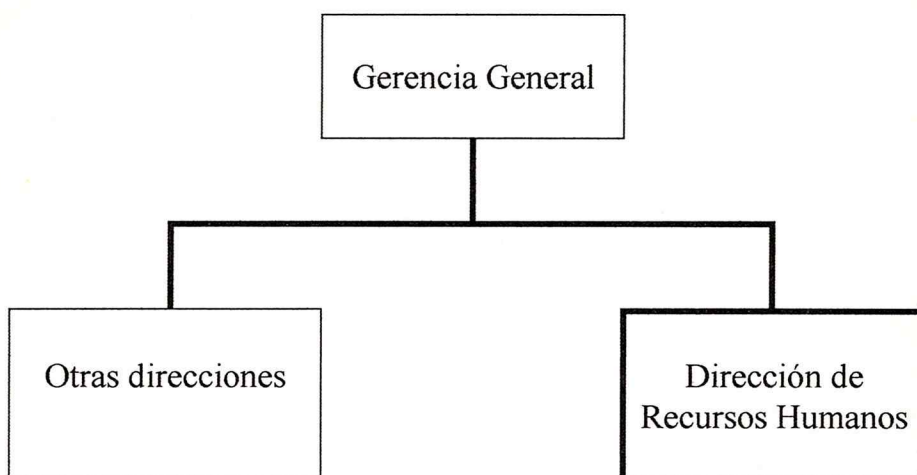 Gerencia General
Otras direcciones
Dirección de
Recursos Humanos